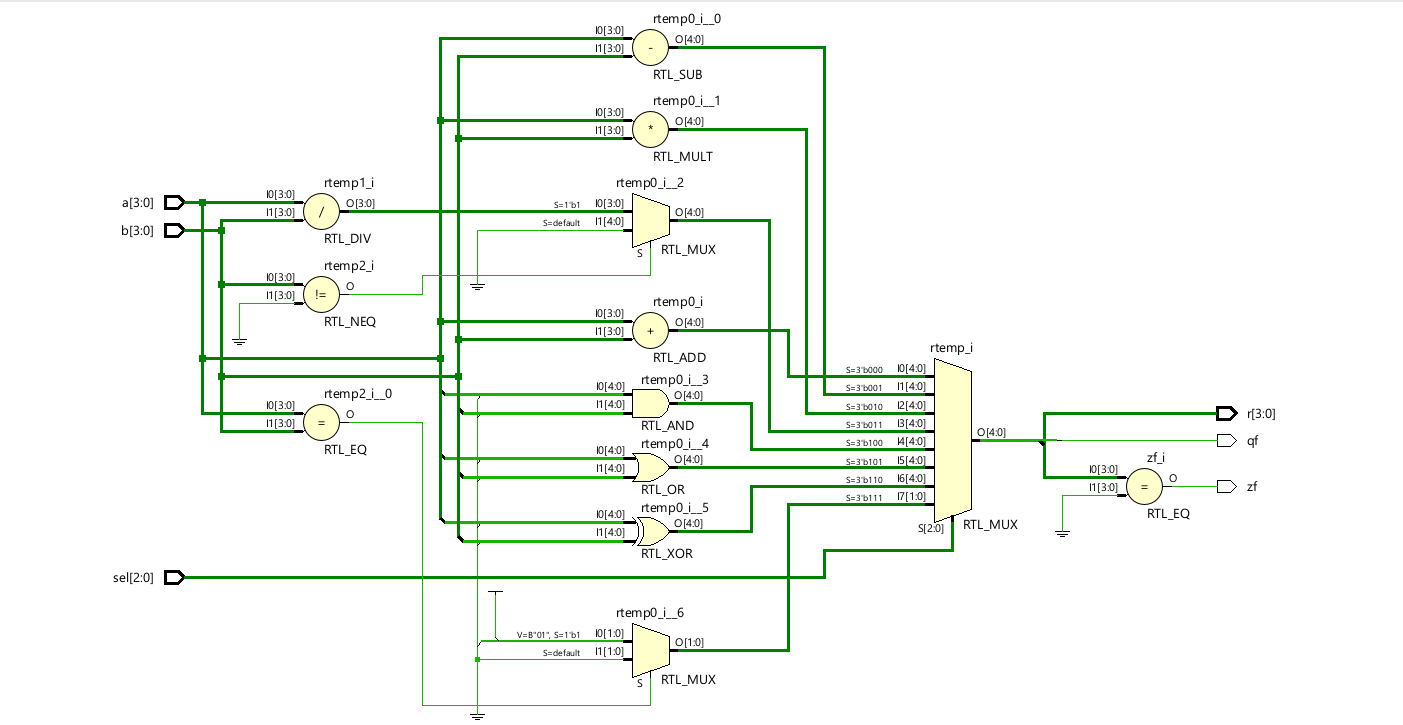 rtemp0_i__0
I0[3:0]
I1[3:0]
-
O[4:0]
RTL_SUB
rtemp0_i__1
I0[3:0]
I1[3:0]
*
O[4:0]
RTL_MULT
a[3:0]
b[3:0]
rtemp1_i
I0[3:0]
I1[3:0]
/
O[3:0]
RTL_DIV
rtemp0_i__2
S=1'b1
I0[3:0]
S=default
I1[4:0]
O[4:0]
S
RTL_MUX
rtemp2_i
I0[3:0]
I1[3:0]
!=
O
RTL_NEQ
rtemp0_i
I0[3:0]
I1[3:0]
+
O[4:0]
RTL_ADD
rtemp2_i__0
I0[3:0]
I1[3:0]
=
O
RTL_EQ
rtemp0_i__3
I0[4:0]
I1[4:0]
O[4:0]
RTL_AND
rtemp0_i__4
I0[4:0]
I1[4:0]
O[4:0]
RTL_OR
rtemp0_i__5
I0[4:0]
I1[4:0]
O[4:0]
RTL_XOR
sel[2:0]
rtemp0_i__6
V=B"01", S=1'b1
I0[1:0]
S=default
I1[1:0]
O[1:0]
S
RTL_MUX
rtemp_i
S=3'b000
I0[4:0]
S=3'b001
I1[4:0]
S=3'b010
I2[4:0]
S=3'b011
I3[4:0]
S=3'b100
I4[4:0]
S=3'b101
I5[4:0]
S=3'b110
I6[4:0]
S=3'b111
I7[1:0]
O[4:0]
S[2:0]
RTL_MUX
r[3:0]
qf
zf_i
I0[3:0]
I1[3:0]
=
O
RTL_EQ
zf